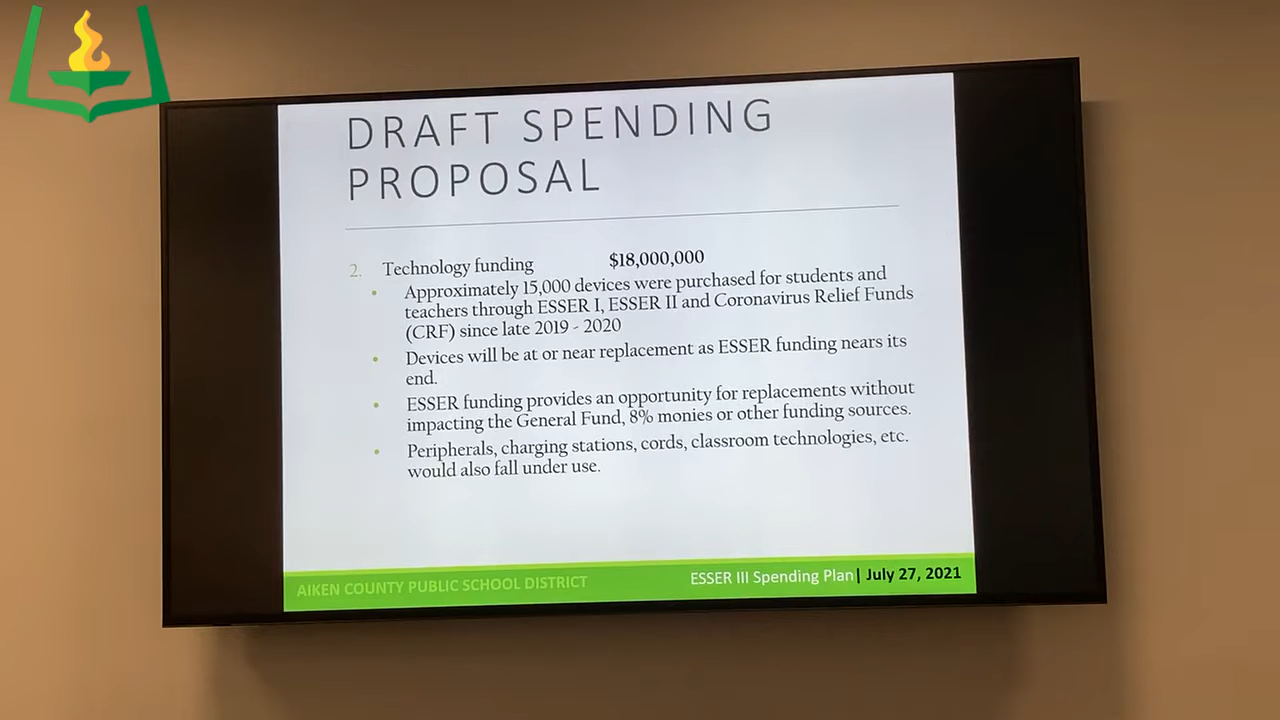 DRAFT SPENDING
PROPOSAL
2. Technology funding $18,000,000
• Approximately 15,000 devices were purchased for students and
teachers through ESSER I, ESSER II and Coronavirus Relief Funds
(CRF) since late 2019 - 2020
• Devices will be at or near replacement as ESSER funding nears its
end.
• ESSER funding provides an opportunity for replacements without
impacting the General Fund, 8% monies or other funding sources.
• Peripherals, charging stations, cords, classroom technologies, etc.
would also fall under use.
AIKEN COUNTY PUBLIC SCHOOL DISTRICT ESSER III Spending Plan| July 27, 2021